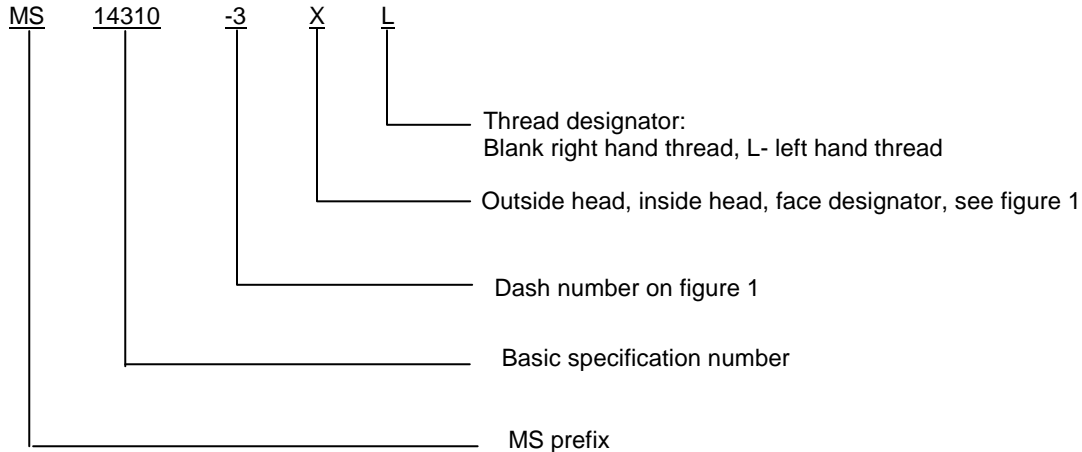 MS 14310 -3 X L
Thread designator:
Blank right hand thread, L- left hand thread
Outside head, inside head, face designator, see figure 1
Dash number on figure 1
Basic specification number
MS prefix